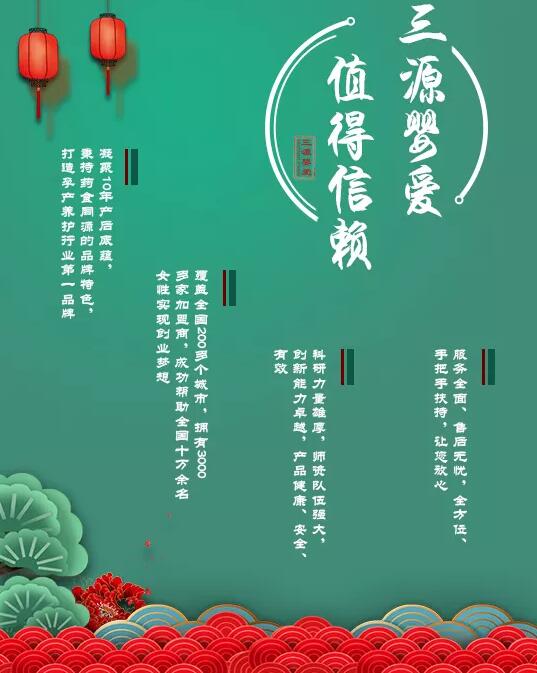 三源婴爱
值得信赖
三源婴爱
服务全面、售后无忧，全方位、
手把手扶持，让您放心
科研力量雄厚，师资队伍强大，
创新能力卓越，产品健康、安全、
有效
覆盖全国200多个城市，拥有3000
多家加盟商，成功帮助全国十万余名
女性实现创业梦想
凝聚10年产后底蕴，
秉持药食同源的品牌特色，
打造孕产养护行业第一品牌